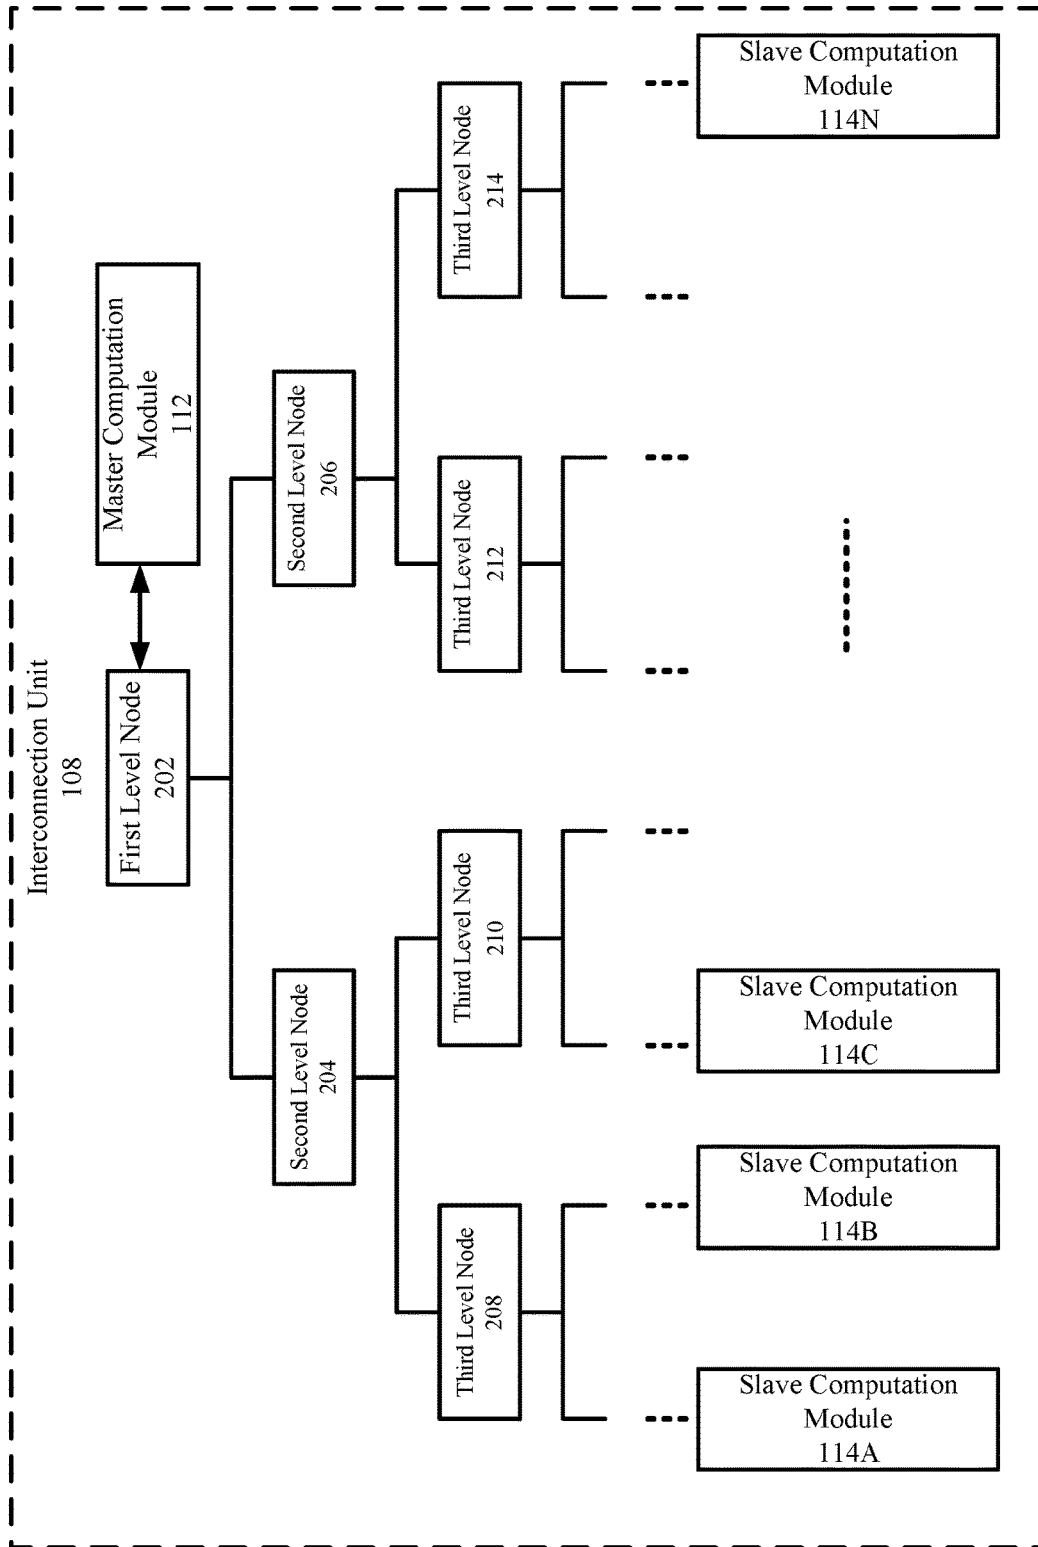 Interconnection Unit
108
First Level Node
202
Master Computation
Module
112
Second Level Node
204
Second Level Node
206
Third Level Node
208
Third Level Node
210
Third Level Node
212
Third Level Node
214
Slave Computation
Module
114A
Slave Computation
Module
114B
Slave Computation
Module
114C
Slave Computation
Module
114N